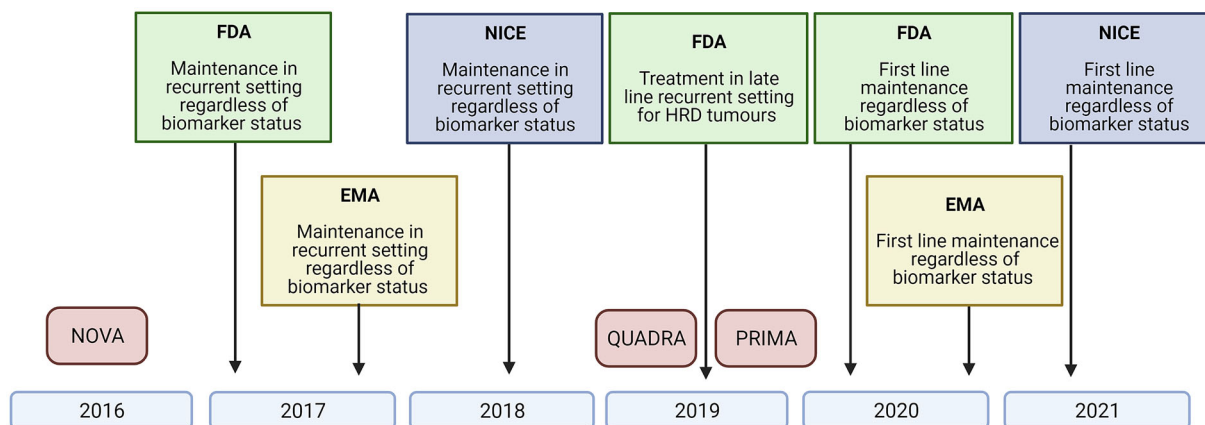 FDA
Maintenance in
recurrent setting
regardless of
biomarker status
NICE
Maintenance in
recurrent setting
regardless of
biomarker status
FDA
Treatment in late
line recurrent setting
for HRD tumours
FDA
First line
maintenance
regardless of
biomarker status
NICE
First line
maintenance
regardless of
biomarker status
EMA
Maintenance in
recurrent setting
regardless of
biomarker status
EMA
First line maintenance
regardless of
biomarker status
NOVA
QUADRA
PRIMA
2016
2017
2018
2019
2020
2021